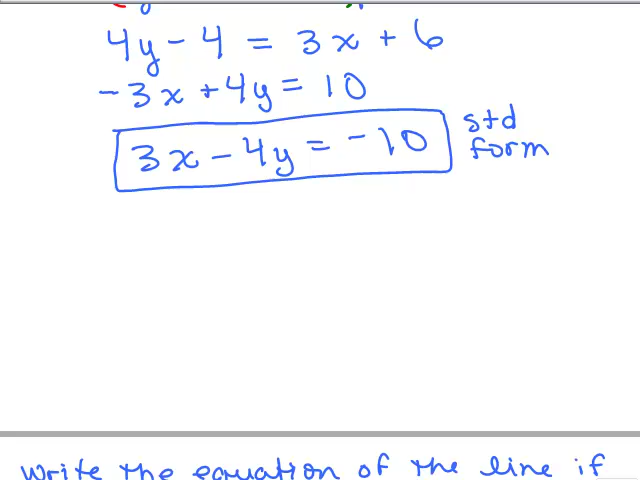 4y - 4 = 3x + 6
-3x + 4y = 10
3x - 4y = -10
std
form
write the equation of the line if